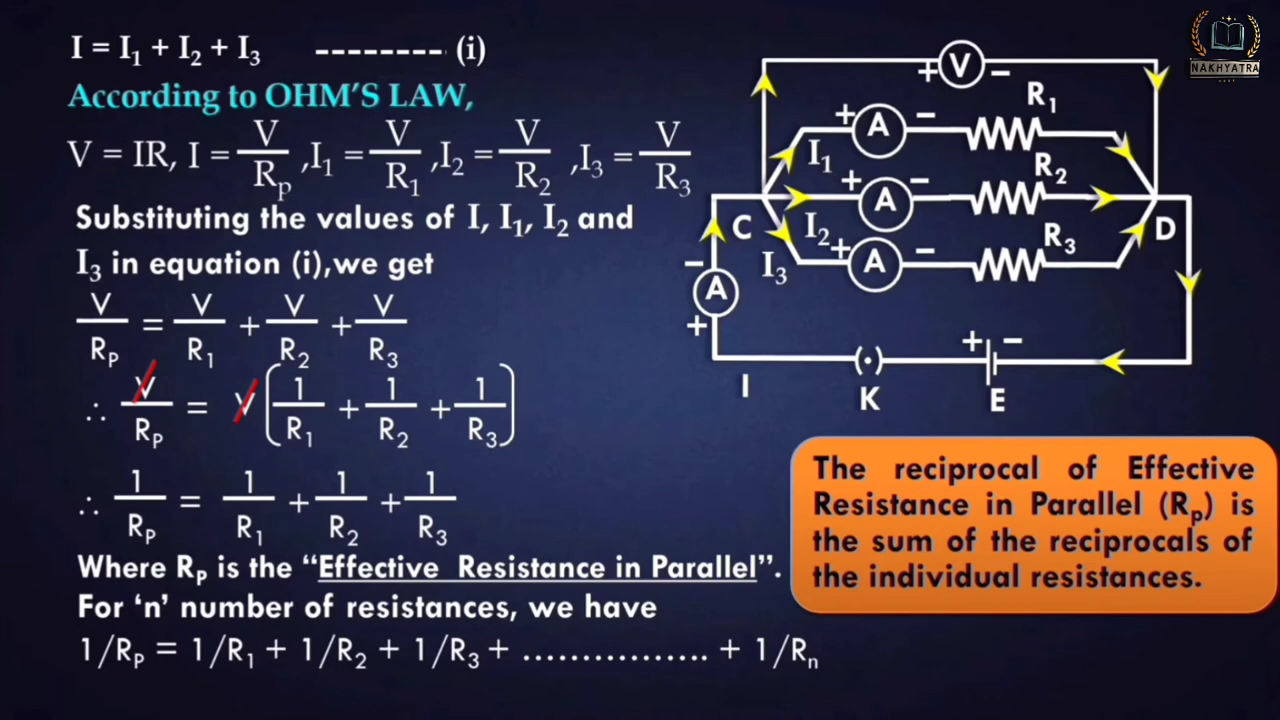 I = I₁ + I₂ + I₃ -------- (i)
According to OHM'S LAW,
V = IR, I = V/Rₚ ,I₁ = V/R₁ ,I₂ = V/R₂ ,I₃ = V/R₃
Substituting the values of I, I₁, I₂ and
I₃ in equation (i),we get
V/Rₚ = V/R₁ + V/R₂ + V/R₃
∴ V/Rₚ = V (1/R₁ + 1/R₂ + 1/R₃)
∴ 1/Rₚ = 1/R₁ + 1/R₂ + 1/R₃
Where Rₚ is the “Effective Resistance in Parallel”.
For ‘n’ number of resistances, we have
1/Rₚ = 1/R₁ + 1/R₂ + 1/R₃ + ................. + 1/Rₙ
NAKHYATRA
+ V −
R₁
+ A −
I₁
R₂
+ A −
C
I₂
R₃
D
+ A −
I₃
−
A
+
+ −
I
K
E
The reciprocal of Effective
Resistance in Parallel (Rₚ) is
the sum of the reciprocals of
the individual resistances.